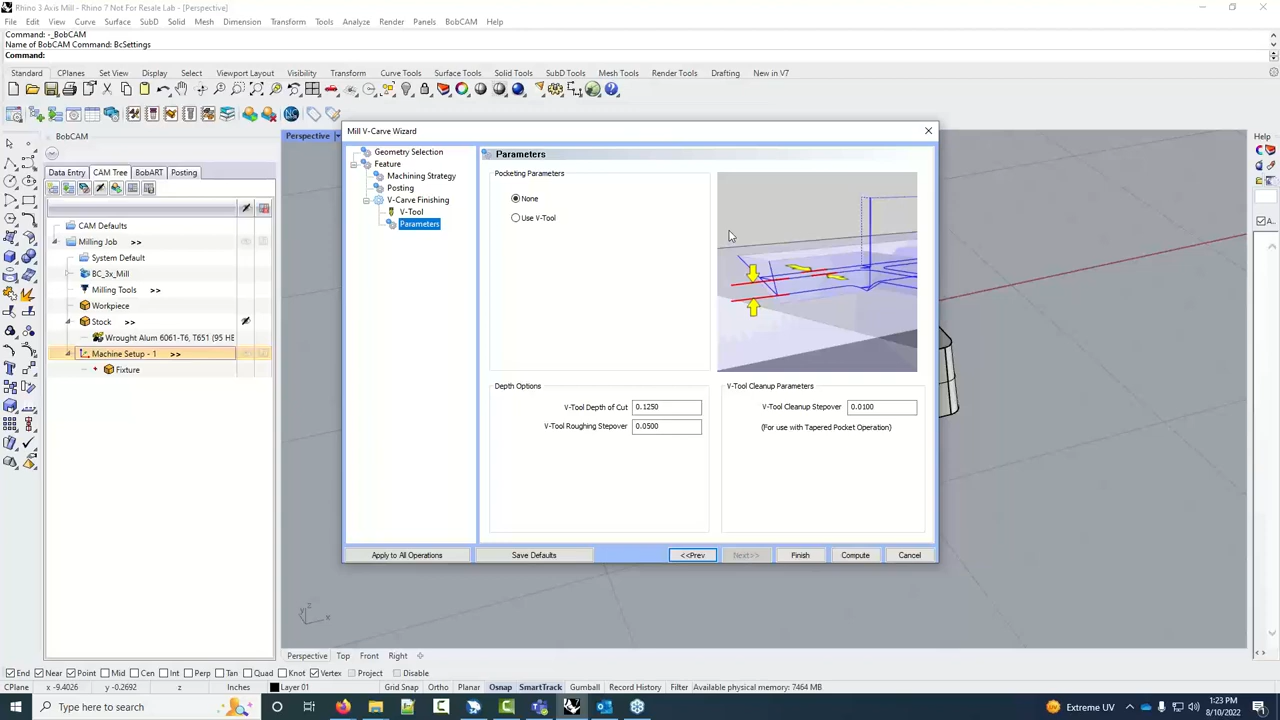 Rhino 3 Axis Mill - Rhino 7 Not For Resale Lab - [Perspective]
File Edit View Curve Surface SubD Solid Mesh Dimension Transform Tools Analyze Render Panels BobCAM Help
Command: -_BobCAM
Name of BobCAM Command: BcSettings
Command:
Standard CPlanes Set View Display Select Viewport Layout Visibility Transform Curve Tools Surface Tools Solid Tools SubD Tools Mesh Tools Render Tools Drafting New in V7
BobCAM
Perspective
Help
Data Entry CAM Tree BobART Posting
CAM Defaults
Milling Job >>
System Default
BC_3x_Mill
Milling Tools >>
Workpiece
Stock >>
Wrought Alum 6061-T6, T651 (95 HE
Machine Setup - 1 >>
Fixture
Mill V-Carve Wizard
Geometry Selection
Feature
Machining Strategy
Posting
V-Carve Finishing
V-Tool
Parameters
Parameters
Pocketing Parameters
None
Use V-Tool
Depth Options
V-Tool Depth of Cut 0.1250
V-Tool Roughing Stepover 0.0500
V-Tool Cleanup Parameters
V-Tool Cleanup Stepover 0.0100
(For use with Tapered Pocket Operation)
Apply to All Operations Save Defaults <<Prev Next>> Finish Compute Cancel
z
y
x
Perspective Top Front Right
End Near Point Mid Cen Int Perp Tan Quad Knot Vertex Project Disable
CPlane x -9.4026 y -0.2692 z Inches Layer 01 Grid Snap Ortho Planar Osnap SmartTrack Gumball Record History Filter Available physical memory: 7464 MB
Type here to search
Extreme UV
1:23 PM
8/10/2022